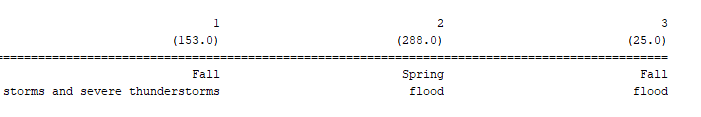 1 2 3
(153.0) (288.0) (25.0)
================================================================================================
Fall Spring Fall
storms and severe thunderstorms flood flood